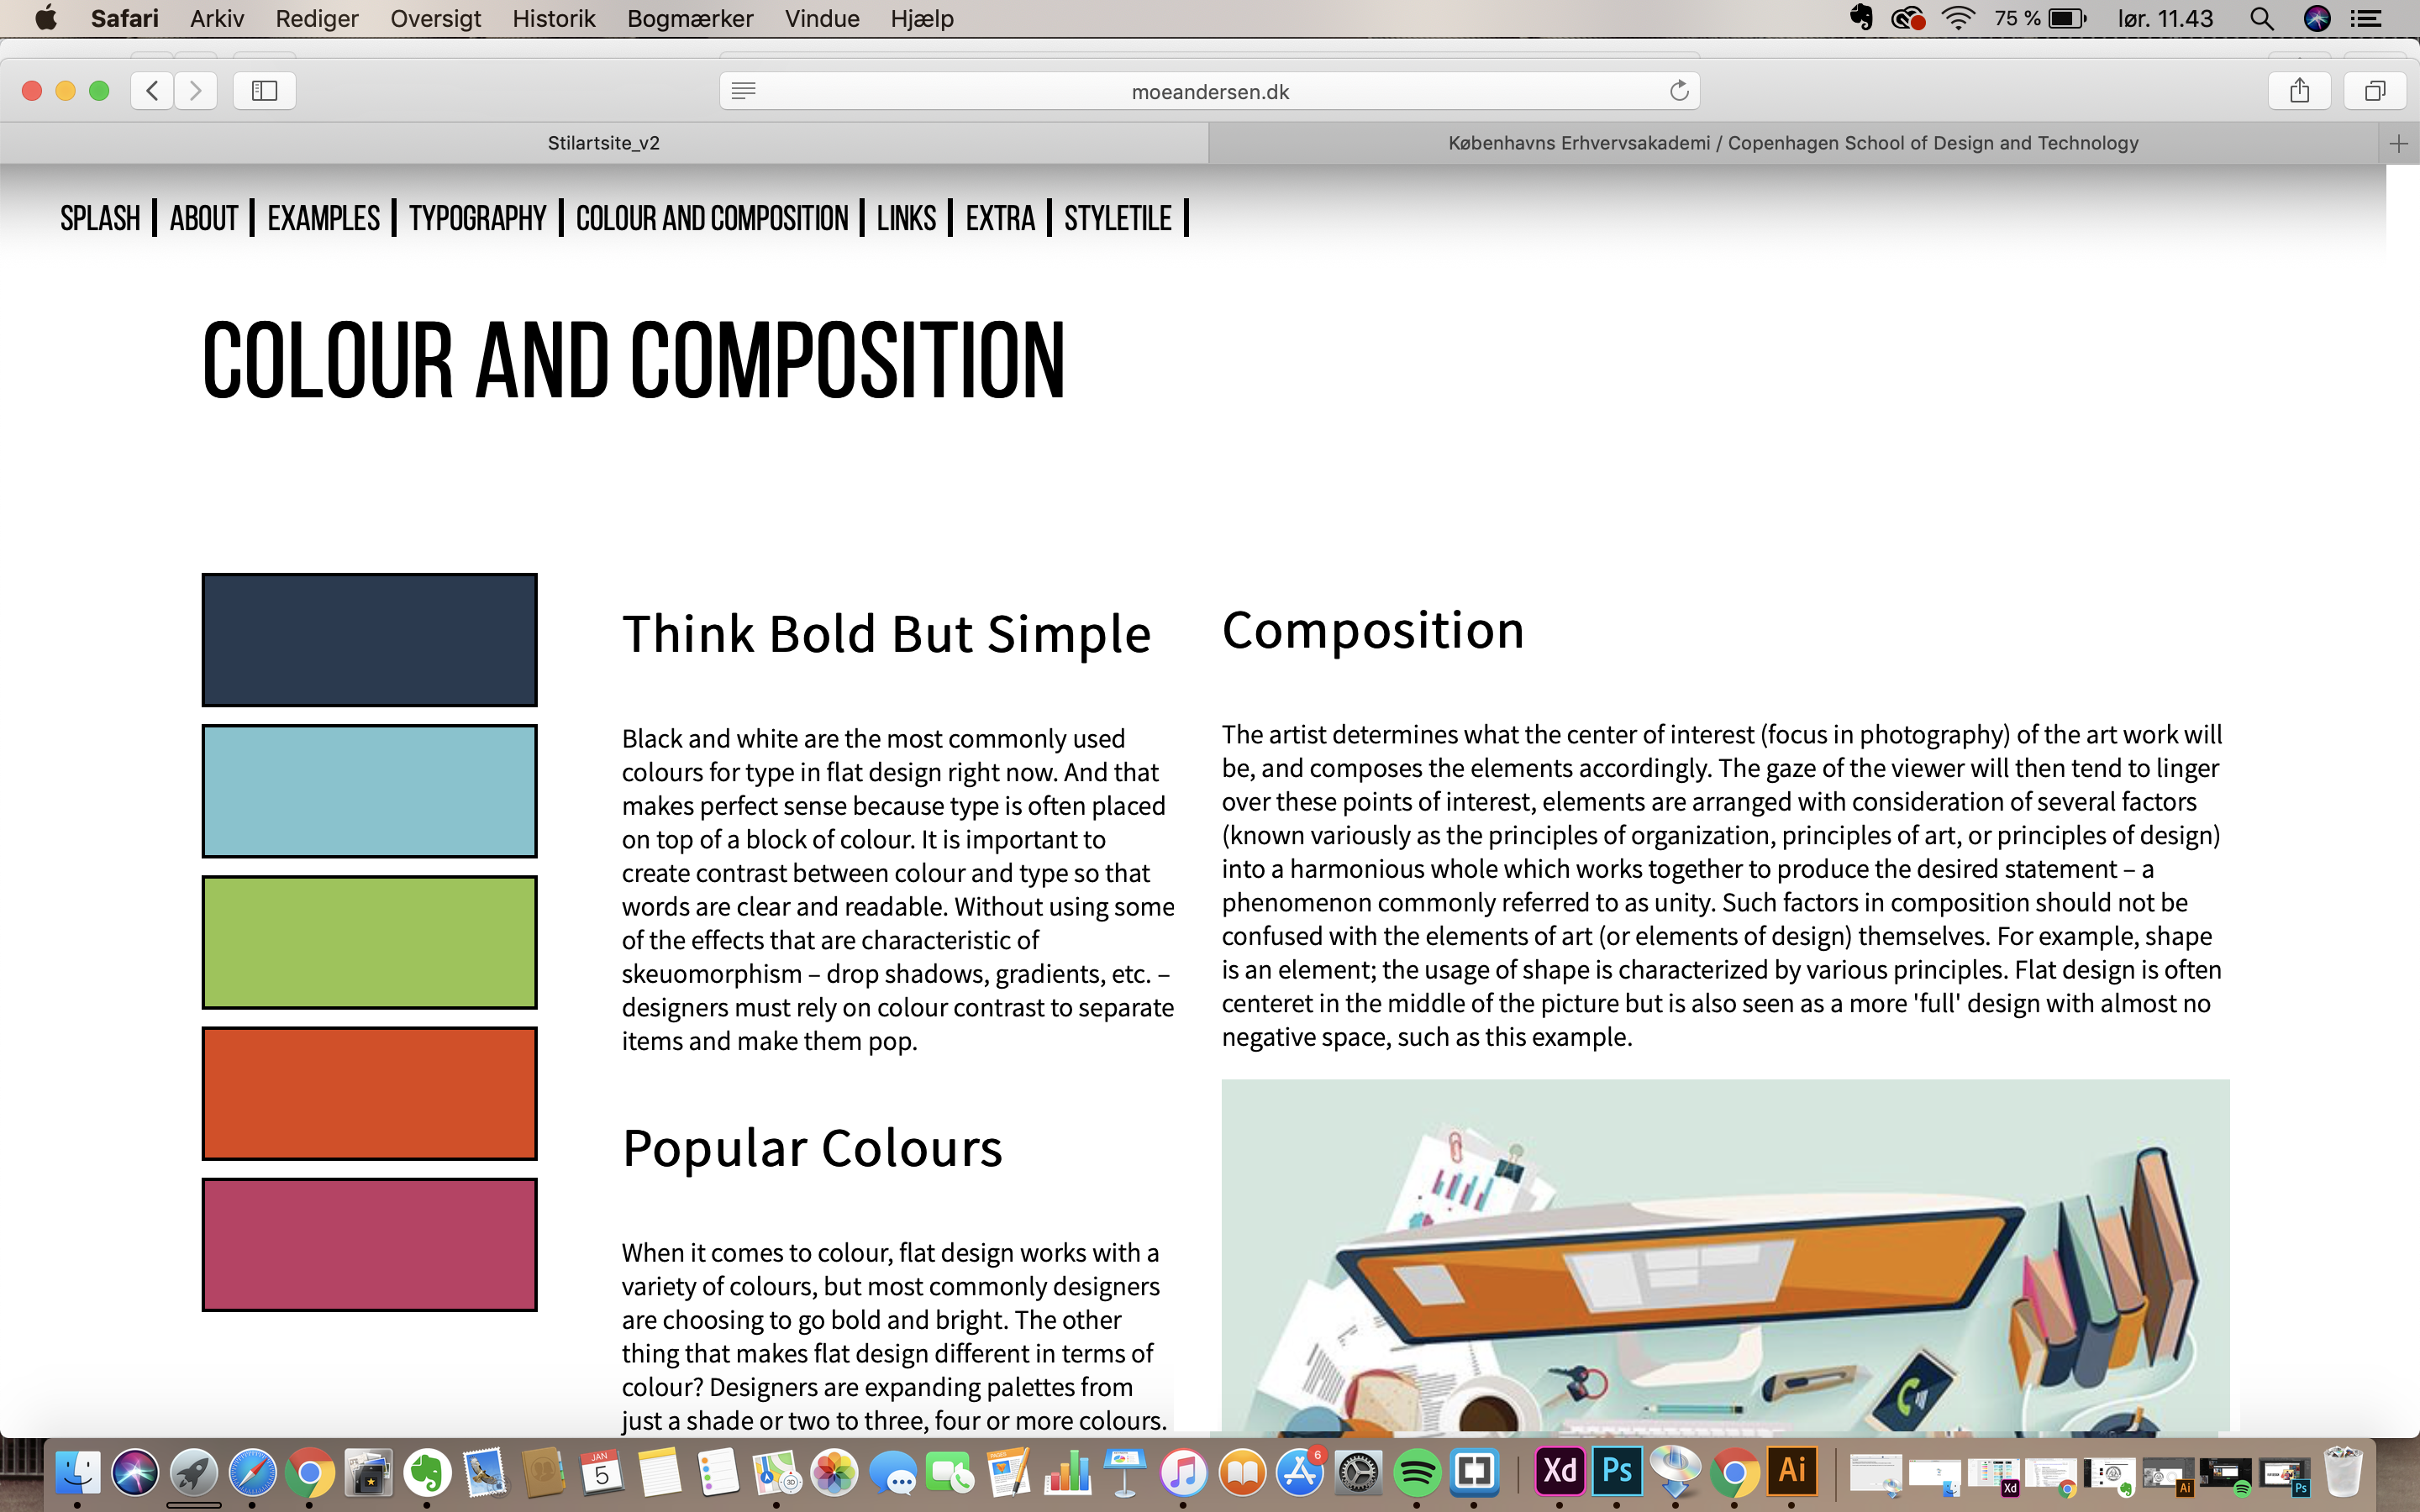 Safari Arkiv Rediger Oversigt Historik Bogmærker Vindue Hjælp 75 % lør. 11.43
moeandersen.dk
Stilartsite_v2 Københavns Erhvervsakademi / Copenhagen School of Design and Technology
SPLASH | ABOUT | EXAMPLES | TYPOGRAPHY | COLOUR AND COMPOSITION | LINKS | EXTRA | STYLETILE |
COLOUR AND COMPOSITION
Think Bold But Simple
Black and white are the most commonly used
colours for type in flat design right now. And that
makes perfect sense because type is often placed
on top of a block of colour. It is important to
create contrast between colour and type so that
words are clear and readable. Without using some
of the effects that are characteristic of
skeuomorphism – drop shadows, gradients, etc. –
designers must rely on colour contrast to separate
items and make them pop.
Popular Colours
When it comes to colour, flat design works with a
variety of colours, but most commonly designers
are choosing to go bold and bright. The other
thing that makes flat design different in terms of
colour? Designers are expanding palettes from
just a shade or two to three, four or more colours.
Composition
The artist determines what the center of interest (focus in photography) of the art work will
be, and composes the elements accordingly. The gaze of the viewer will then tend to linger
over these points of interest, elements are arranged with consideration of several factors
(known variously as the principles of organization, principles of art, or principles of design)
into a harmonious whole which works together to produce the desired statement – a
phenomenon commonly referred to as unity. Such factors in composition should not be
confused with the elements of art (or elements of design) themselves. For example, shape
is an element; the usage of shape is characterized by various principles. Flat design is often
centeret in the middle of the picture but is also seen as a more 'full' design with almost no
negative space, such as this example.
JAN
5
PAGES
3D
6
Xd Ps Ai
Xd Ai Ps